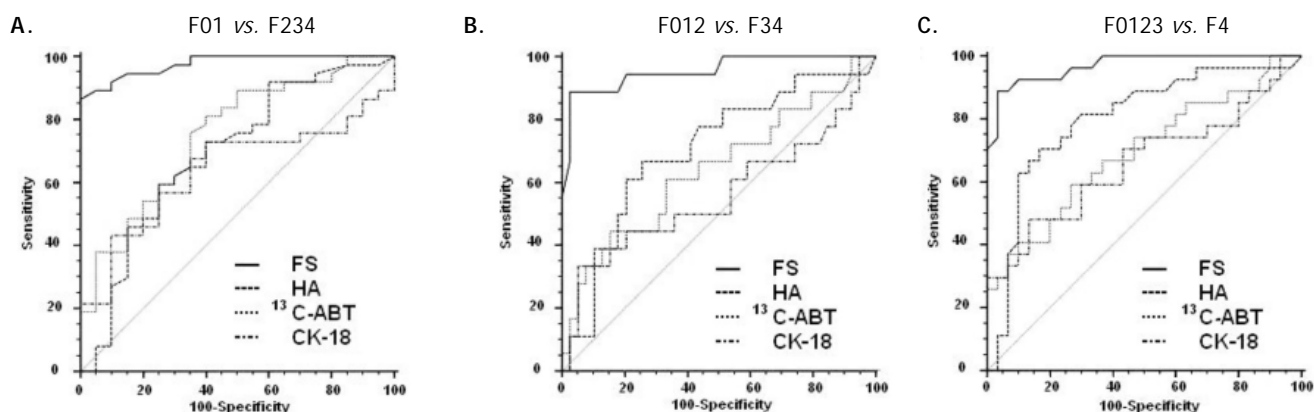 A.
F01 vs. F234
100
80
60
40
20
0
Sensitivity
FS
HA
¹³C-ABT
CK-18
0 20 40 60 80 100
100-Specificity
B.
F012 vs. F34
100
80
60
40
20
0
Sensitivity
FS
HA
¹³C-ABT
CK-18
0 20 40 60 80 100
100-Specificity
C.
F0123 vs. F4
100
80
60
40
20
0
Sensitivity
FS
HA
¹³C-ABT
CK-18
0 20 40 60 80 100
100-Specificity